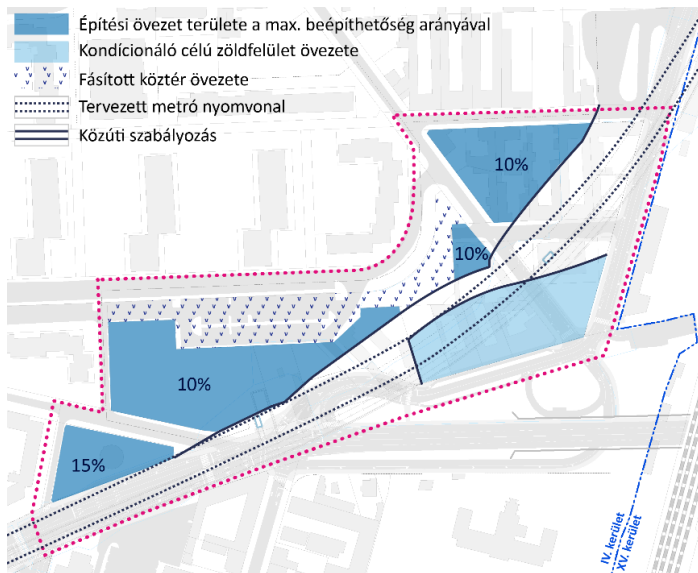 Építési övezet területe a max. beépíthetőség arányával
Kondícionáló célú zöldfelület övezete
Fásított köztér övezete
Tervezett metró nyomvonal
Közúti szabályozás
10%
10%
10%
15%
IV. kerület
XV. kerület